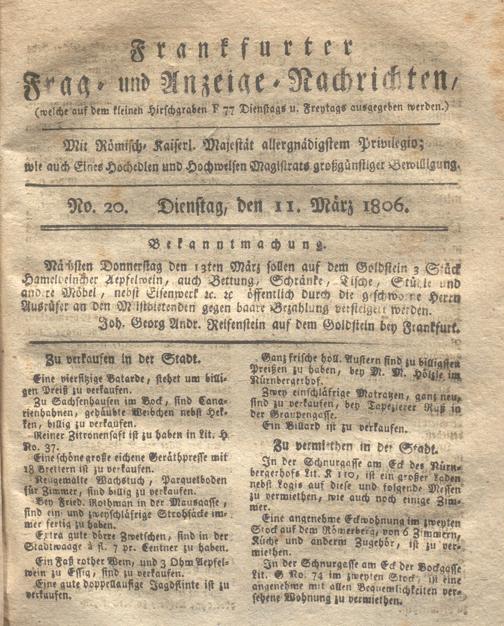 Frankfurter
Frag- und Anzeige-Nachrichten,
(welche auf dem kleinen Hirschgraben F 77 Dienstags u. Freytags ausgegeben werden.)
Mit Römisch-Kaiserl. Majestät allergnädigstem Privilegio;
wie auch Eines Hochedlen und Hochweisen Magistrats großgünstiger Bewilligung.
No. 20. Dienstag, den 11. März 1806.
Bekanntmachung.
Nächsten Donnerstag den 13ten März sollen auf dem Goldstein 3 Stück
Hamelbeincher Aepfelwein, auch Bettung, Schränke, Tische, Stühle und
andre Möbel, nebst Eisenwerk ꝛc. ꝛc. öffentlich durch die geschworne Herrn
Ausrüfer an den Mistbietenden gegen baare Bezahlung versteigert werden.
Joh. Georg Andr. Reifenstein auf dem Goldstein bey Frankfurt.
Zu verkaufen in der Stadt.
Eine viersitzige Batarde, stehet um billi-
gen Preiß zu verkaufen.
Zu Sachsenhausen im Bock, sind Cana-
rienhahnen, gehäubte Weibchen nebst Hek-
ken, billig zu verkaufen.
Reiner Zitronensaft ist zu haben in Lit. H
No. 37.
Eine schöne große eichene Geräthpresse mit
18 Brettern ist zu verkaufen.
Neugemalte Wachstuch, Parquelboden
für Zimmer, sind billig zu verkaufen.
Bey Fried. Rothman in der Mausgasse,
sind ein- und zweyschläfrige Strohsäcke im-
mer fertig zu haben.
Extra gute dörre Zwetschen, sind in der
Stadtwaage à fl. 7 pr. Centner zu haben.
Ein Faß rother Wein, und 3 Ohm Aepfel-
wein zu Essig, sind zu verkaufen.
Eine gute doppelläufige Jagdflinte ist zu
verkaufen.
Ganz frische holl. Austern sind zu billigsten
Preißen zu haben, bey M. M. Hölzle im
Nürnbergerhof.
Zwey einschläfrige Matratzen, ganz neu,
sind zu verkaufen, bey Tapezierer Ruß in
der Graupengasse.
Ein Billard ist zu verkaufen.
Zu vermiethen in der Stadt.
In der Schnurgasse am Eck des Nürn-
bergerhofs Lit. K 110, ist ein großer Laden
nebst Logis auf diese und folgende Messen
zu vermiethen, wie auch noch einige Zim-
mer.
Eine angenehme Eckwohnung im zweyten
Stock auf dem Römerberg, von 6 Zimmern,
Küche und anderm Zugehör, ist zu ver-
miethen.
In der Schnurgasse am Eck der Bockgasse
Lit. G No. 74 im zweyten Stock, ist eine
angenehme mit allen Bequemlichkeiten ver-
sehene Wohnung zu vermiethen.